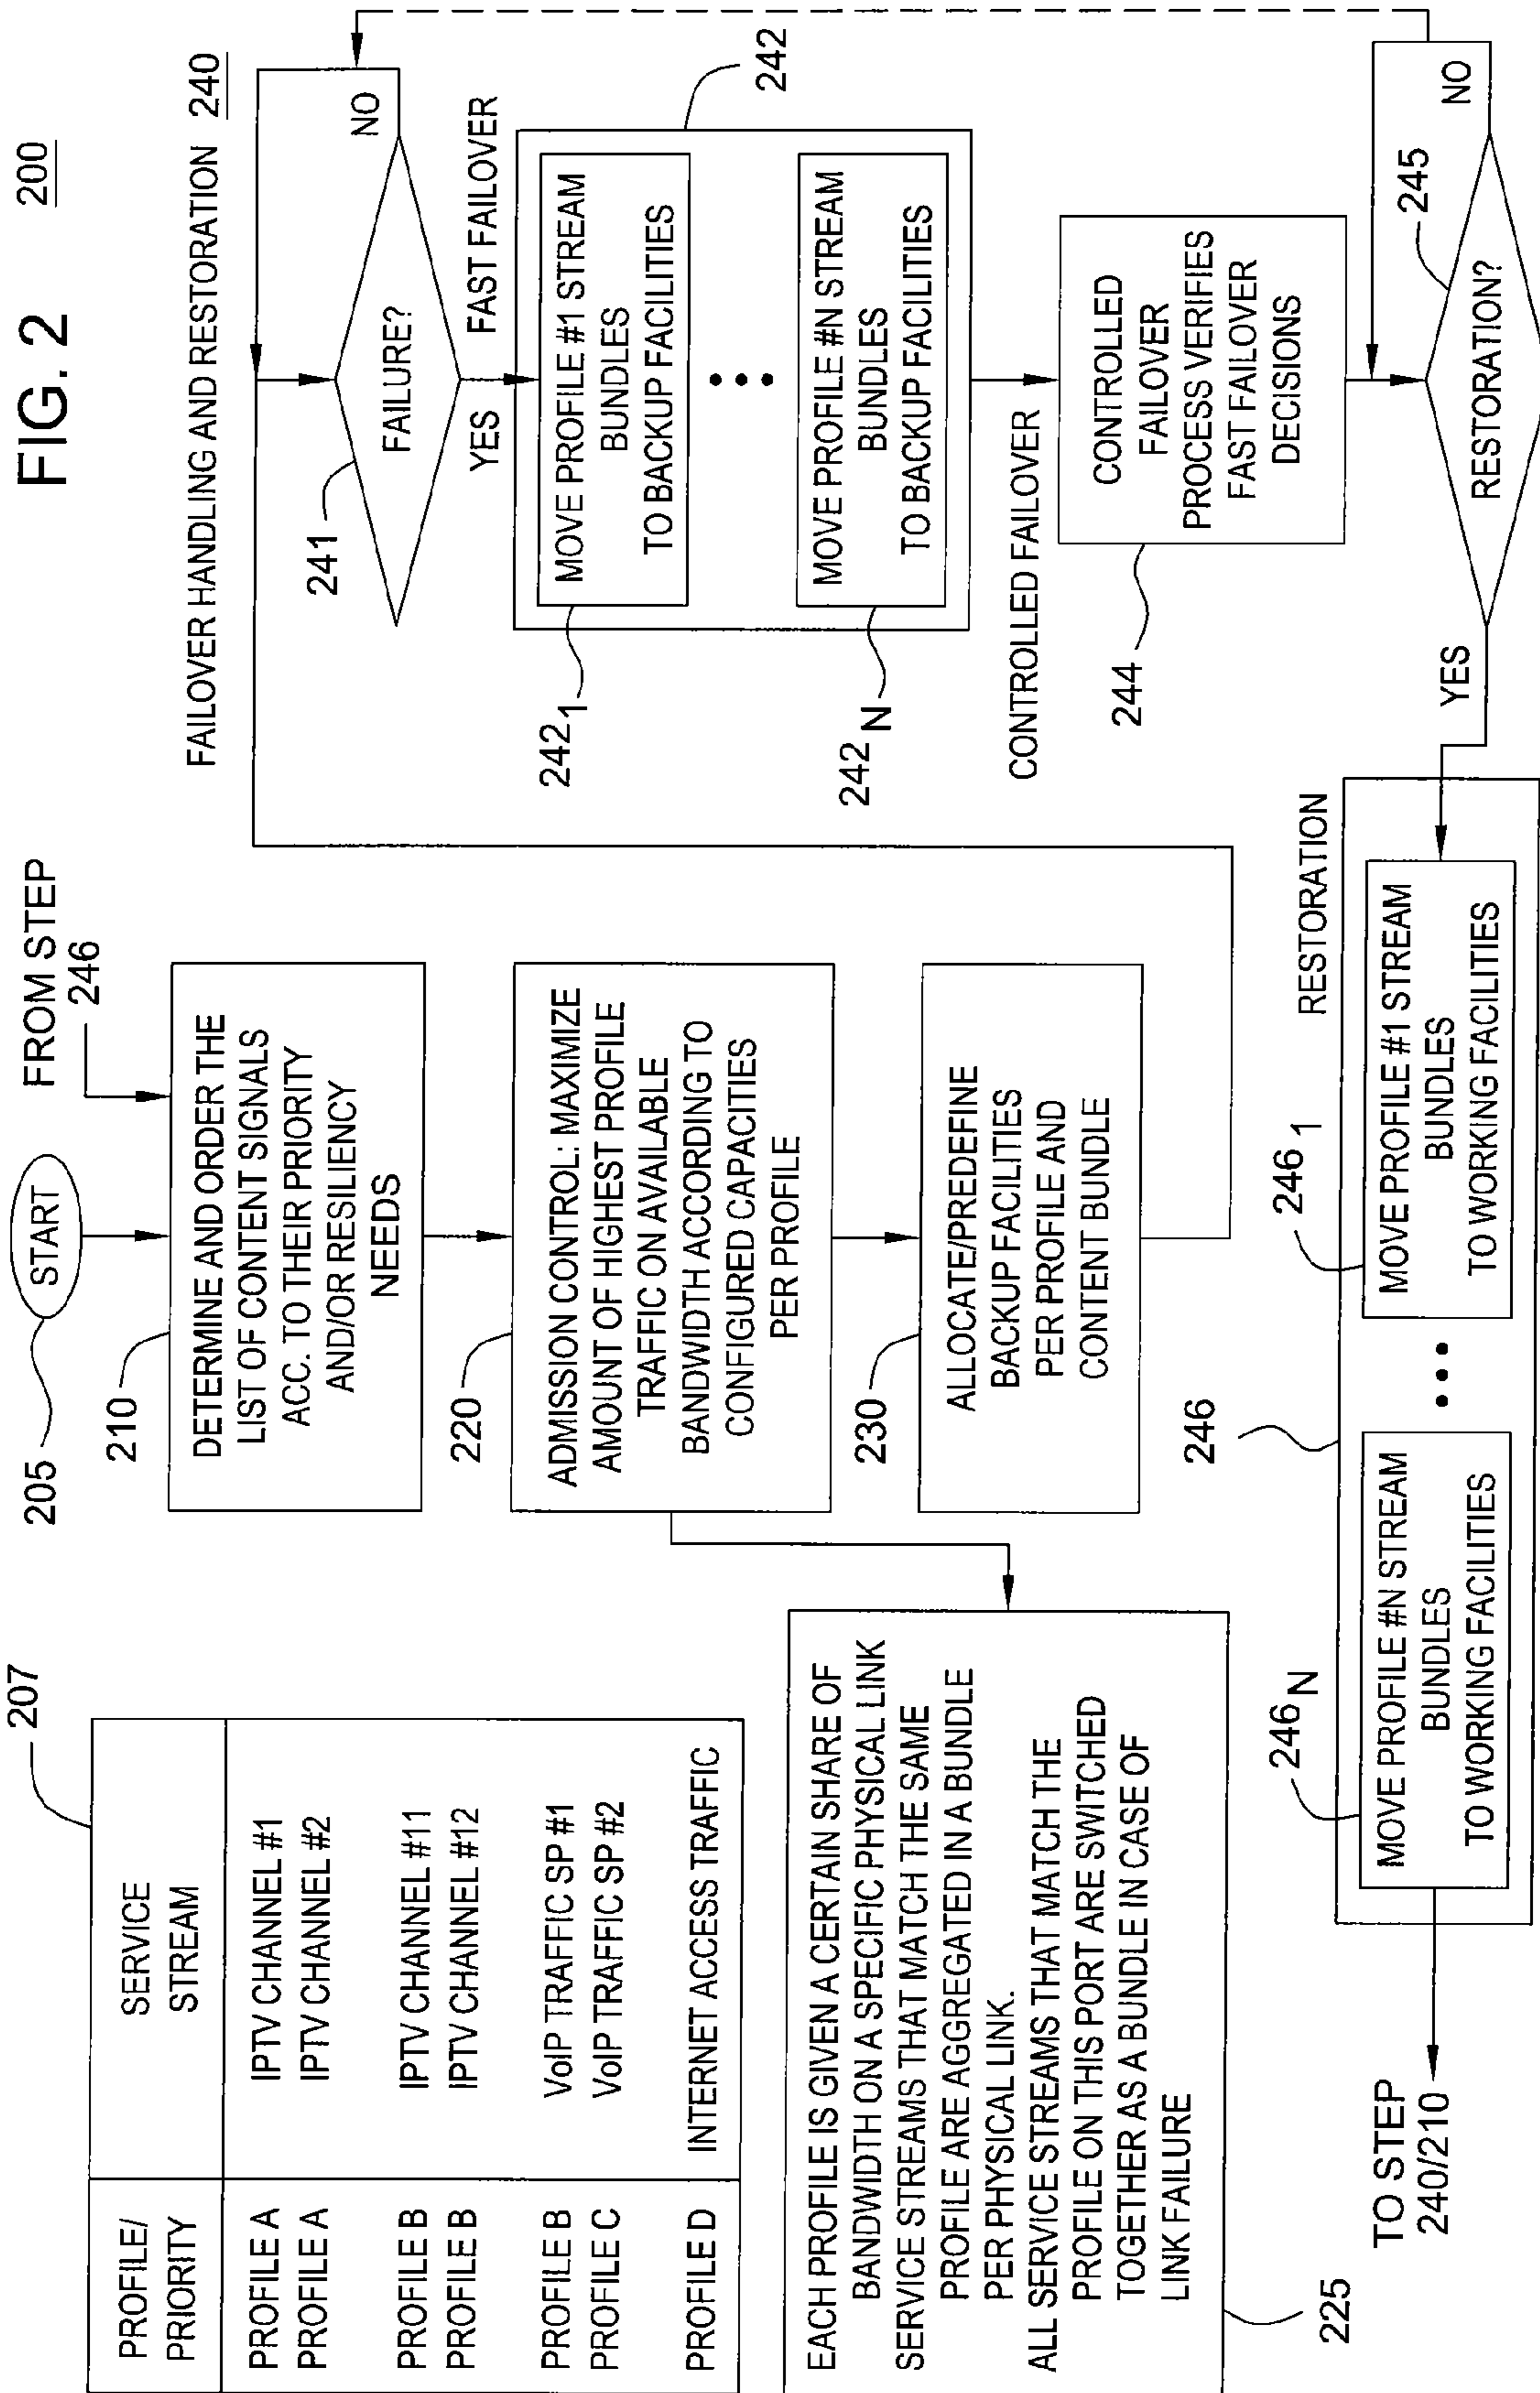 FIG. 2
200
207
PROFILE/
PRIORITY
SERVICE
STREAM
PROFILE A IPTV CHANNEL #1
PROFILE A IPTV CHANNEL #2
PROFILE B IPTV CHANNEL #11
PROFILE B IPTV CHANNEL #12
PROFILE B VoIP TRAFFIC SP #1
PROFILE C VoIP TRAFFIC SP #2
PROFILE D INTERNET ACCESS TRAFFIC
EACH PROFILE IS GIVEN A CERTAIN SHARE OF
BANDWIDTH ON A SPECIFIC PHYSICAL LINK
SERVICE STREAMS THAT MATCH THE SAME
PROFILE ARE AGGREGATED IN A BUNDLE
PER PHYSICAL LINK.
ALL SERVICE STREAMS THAT MATCH THE
PROFILE ON THIS PORT ARE SWITCHED
TOGETHER AS A BUNDLE IN CASE OF
LINK FAILURE
225
205
START
FROM STEP
246
210
DETERMINE AND ORDER THE
LIST OF CONTENT SIGNALS
ACC. TO THEIR PRIORITY
AND/OR RESILIENCY
NEEDS
220
ADMISSION CONTROL: MAXIMIZE
AMOUNT OF HIGHEST PROFILE
TRAFFIC ON AVAILABLE
BANDWIDTH ACCORDING TO
CONFIGURED CAPACITIES
PER PROFILE
230
ALLOCATE/PREDEFINE
BACKUP FACILITIES
PER PROFILE AND
CONTENT BUNDLE
FAILOVER HANDLING AND RESTORATION 240
241
FAILURE?
NO
YES
FAST FAILOVER
242
242 1
MOVE PROFILE #1 STREAM
BUNDLES
TO BACKUP FACILITIES
242 N
MOVE PROFILE #N STREAM
BUNDLES
TO BACKUP FACILITIES
CONTROLLED FAILOVER
244
CONTROLLED
FAILOVER
PROCESS VERIFIES
FAST FAILOVER
DECISIONS
245
RESTORATION?
NO
YES
RESTORATION
246
246 1
MOVE PROFILE #1 STREAM
BUNDLES
TO WORKING FACILITIES
246 N
MOVE PROFILE #N STREAM
BUNDLES
TO WORKING FACILITIES
TO STEP
240/210